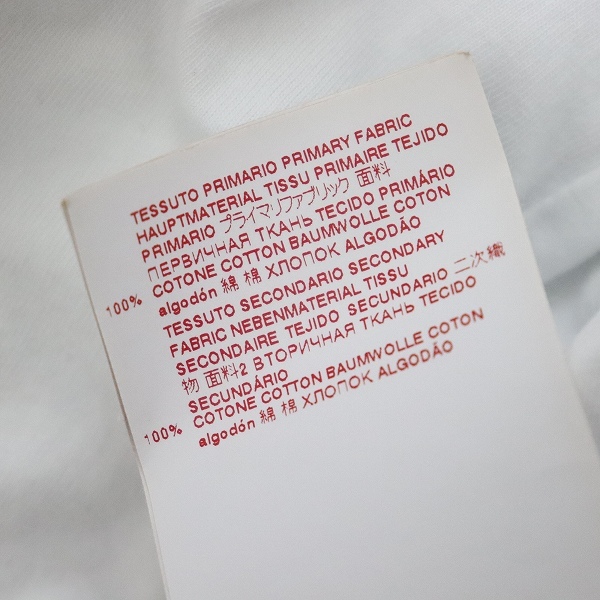 TESSUTO PRIMARIO PRIMARY FABRIC
HAUPTMATERIAL TISSU PRIMAIRE TEJIDO
PRIMARIO プライマリファブリック 面料
ПЕРВИЧНАЯ ТКАНЬ TECIDO PRIMÁRIO
100% COTONE COTTON BAUMWOLLE COTON
algodón 綿 棉 ХЛОПОК ALGODÃO
TESSUTO SECONDARIO SECONDARY
FABRIC NEBENMATERIAL TISSU
SECONDAIRE TEJIDO SECUNDARIO 二次織
物 面料2 ВТОРИЧНАЯ ТКАНЬ TECIDO
SECUNDÁRIO
100% COTONE COTTON BAUMWOLLE COTON
algodón 綿 棉 ХЛОПОК ALGODÃO